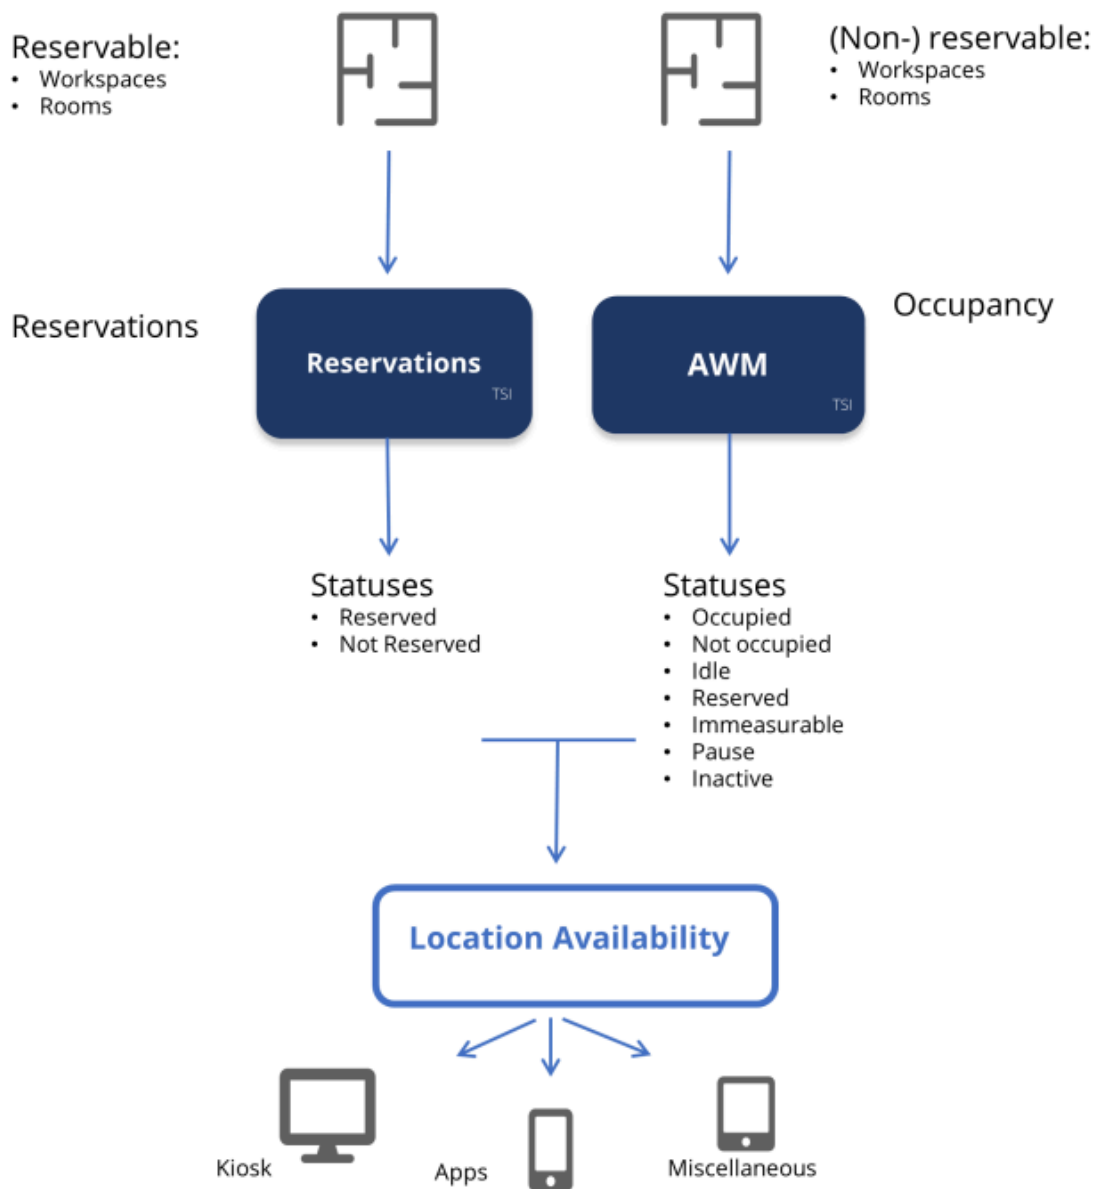 Reservable:
• Workspaces
• Rooms
(Non-) reservable:
• Workspaces
• Rooms
Reservations
Reservations
TSI
AWM
TSI
Occupancy
Statuses
• Reserved
• Not Reserved
Statuses
• Occupied
• Not occupied
• Idle
• Reserved
• Immeasurable
• Pause
• Inactive
Location Availability
Kiosk
Apps
Miscellaneous